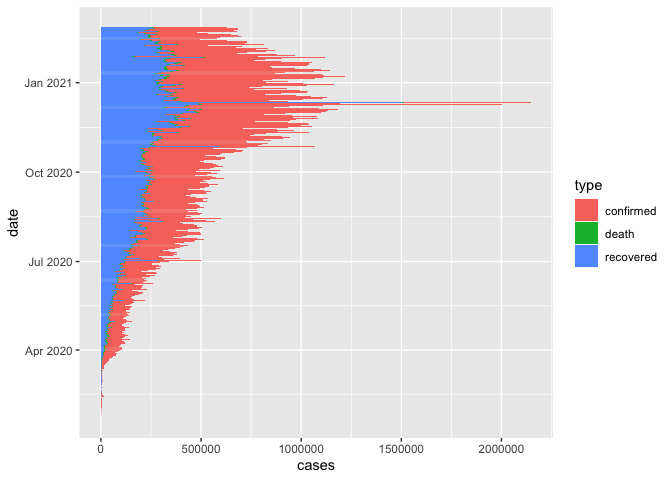 Jan 2021
Oct 2020
Jul 2020
Apr 2020
date
0 500000 1000000 1500000 2000000
cases
type
confirmed
death
recovered